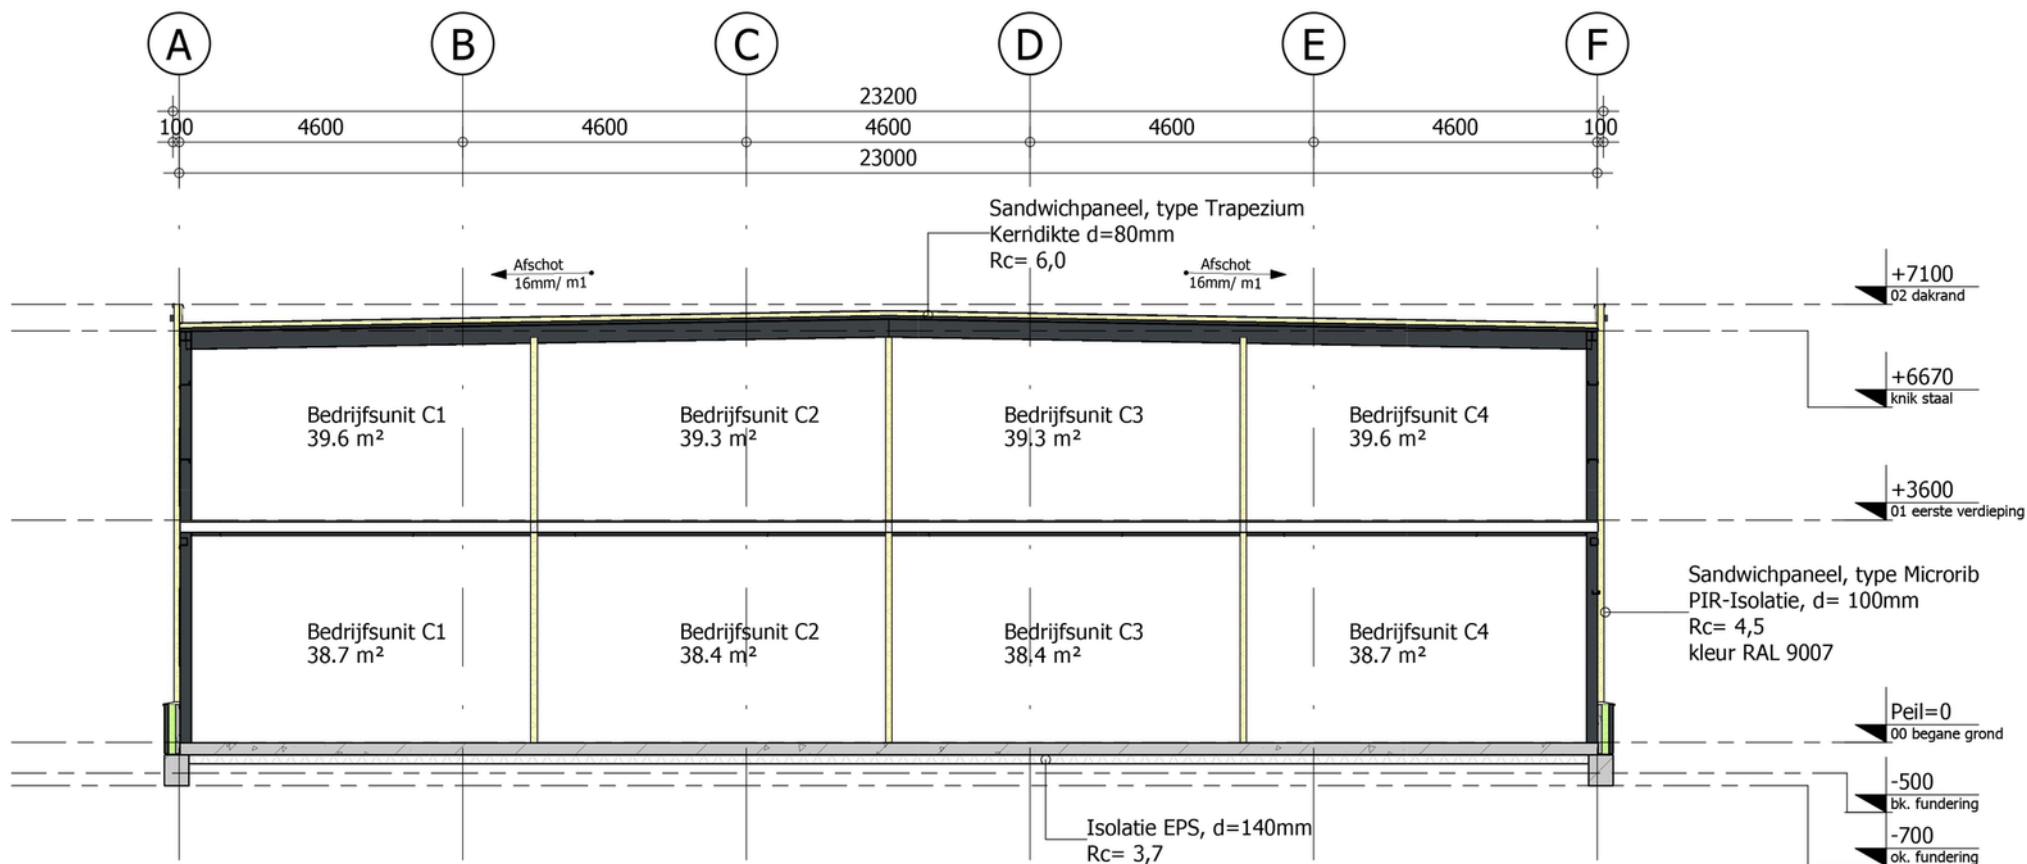 A B C D E F
23200
100 4600 4600 4600 4600 4600 100
23000
Sandwichpaneel, type Trapezium
Kerndikte d=80mm
Rc= 6,0
Afschot
16mm/ m1
Afschot
16mm/ m1
+7100
02 dakrand
+6670
knik staal
Bedrijfsunit C1
39.6 m²
Bedrijfsunit C2
39.3 m²
Bedrijfsunit C3
39.3 m²
Bedrijfsunit C4
39.6 m²
+3600
01 eerste verdieping
Sandwichpaneel, type Microrib
PIR-Isolatie, d= 100mm
Rc= 4,5
kleur RAL 9007
Bedrijfsunit C1
38.7 m²
Bedrijfsunit C2
38.4 m²
Bedrijfsunit C3
38.4 m²
Bedrijfsunit C4
38.7 m²
Peil=0
00 begane grond
-500
bk. fundering
Isolatie EPS, d=140mm
Rc= 3,7
-700
ok. fundering